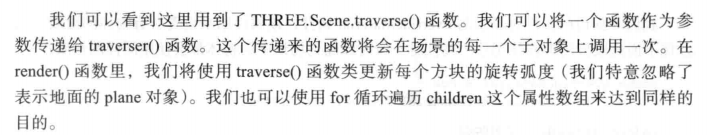 我们可以看到这里用到了 THREE.Scene.traverse() 函数。我们可以将一个函数作为参
数传递给 traverser() 函数。这个传递来的函数将会在场景的每一个子对象上调用一次。在
render() 函数里，我们将使用 traverse() 函数类更新每个方块的旋转弧度（我们特意忽略了
表示地面的 plane 对象）。我们也可以使用 for 循环遍历 children 这个属性数组来达到同样的
目的。